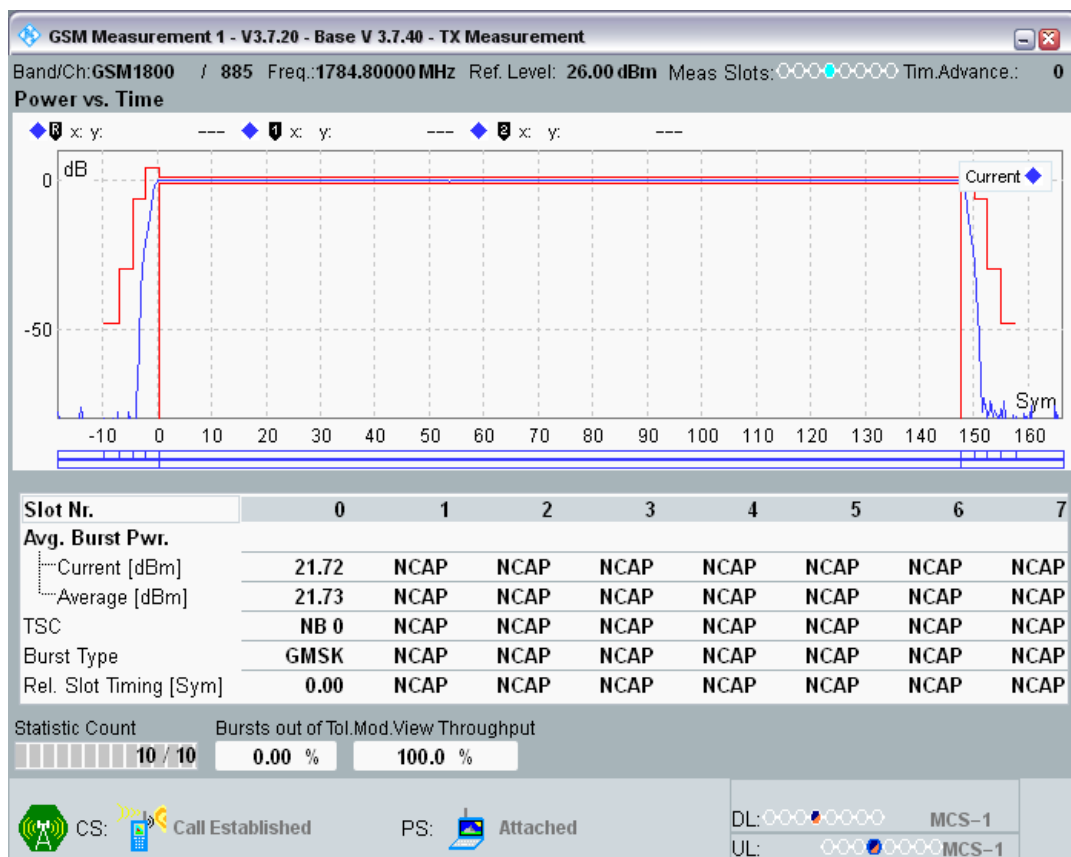 GSM Measurement 1 - V3.7.20 - Base V 3.7.40 - TX Measurement
Band/Ch:GSM1800 / 885 Freq.:1784.80000 MHz Ref. Level: 26.00 dBm Meas Slots: Tim.Advance.: 0
Power vs. Time
R x: y: --- 1 x: y: --- 2 x: y: ---
dB
Current
0
-50
Sym
-10 0 10 20 30 40 50 60 70 80 90 100 110 120 130 140 150 160
Slot Nr. 0 1 2 3 4 5 6 7
Avg. Burst Pwr.
Current [dBm] 21.72 NCAP NCAP NCAP NCAP NCAP NCAP NCAP
Average [dBm] 21.73 NCAP NCAP NCAP NCAP NCAP NCAP NCAP
TSC NB 0 NCAP NCAP NCAP NCAP NCAP NCAP NCAP
Burst Type GMSK NCAP NCAP NCAP NCAP NCAP NCAP NCAP
Rel. Slot Timing [Sym] 0.00 NCAP NCAP NCAP NCAP NCAP NCAP NCAP
Statistic Count Bursts out of Tol. Mod.View Throughput
10 / 10 0.00 % 100.0 %
CS: Call Established PS: Attached DL: MCS-1
UL: MCS-1